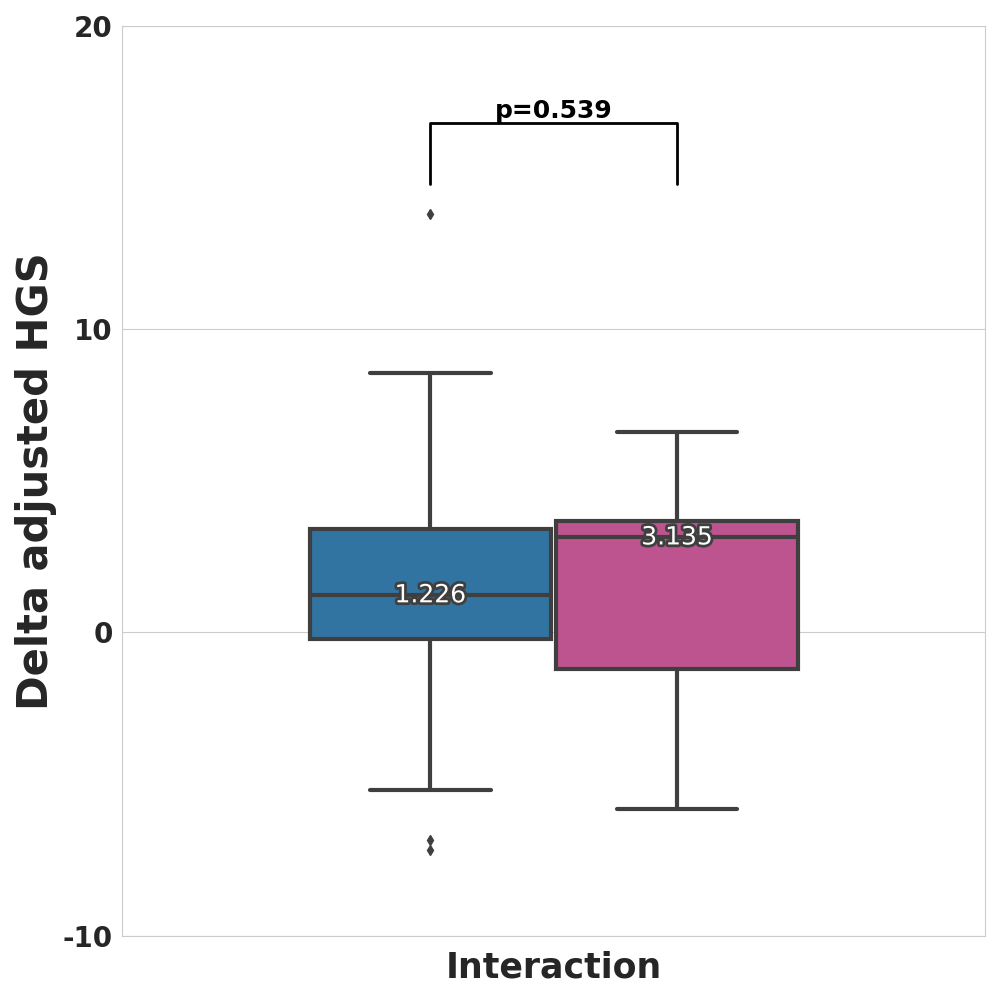 20
p=0.539
10
3.135
1.226
0
-10
Delta adjusted HGS
Interaction